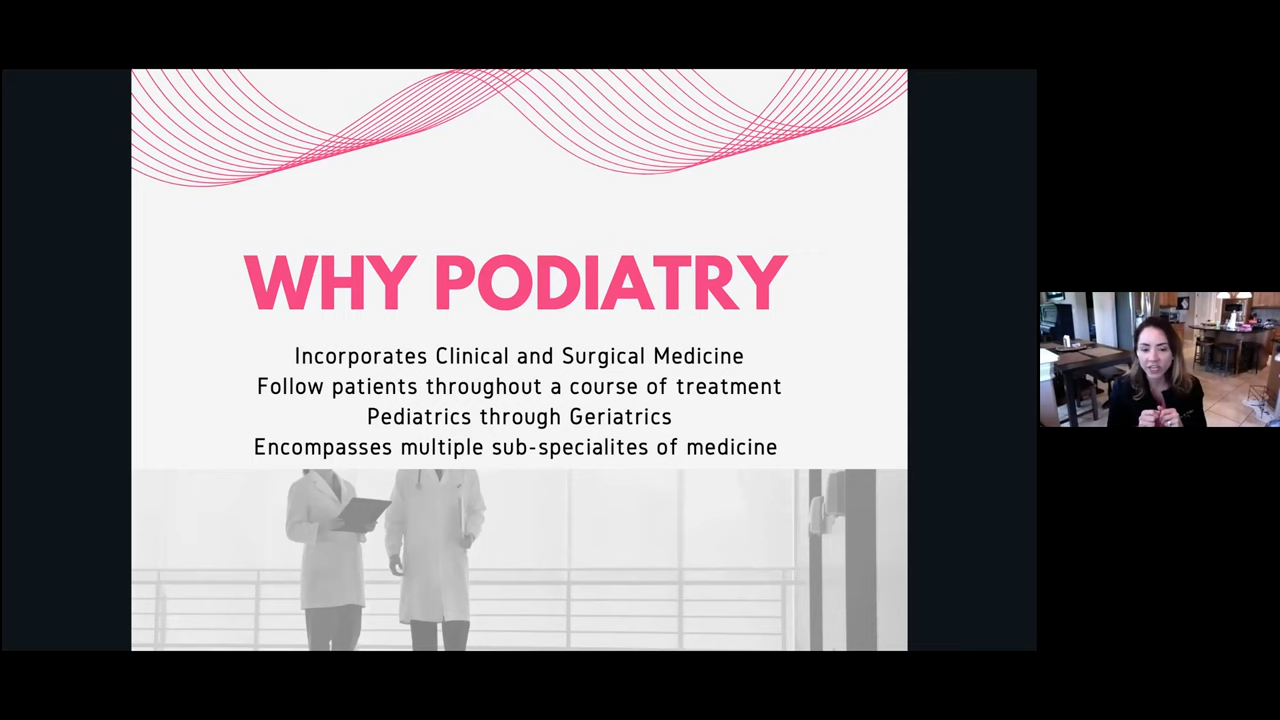 WHY PODIATRY
Incorporates Clinical and Surgical Medicine
Follow patients throughout a course of treatment
Pediatrics through Geriatrics
Encompasses multiple sub-specialites of medicine